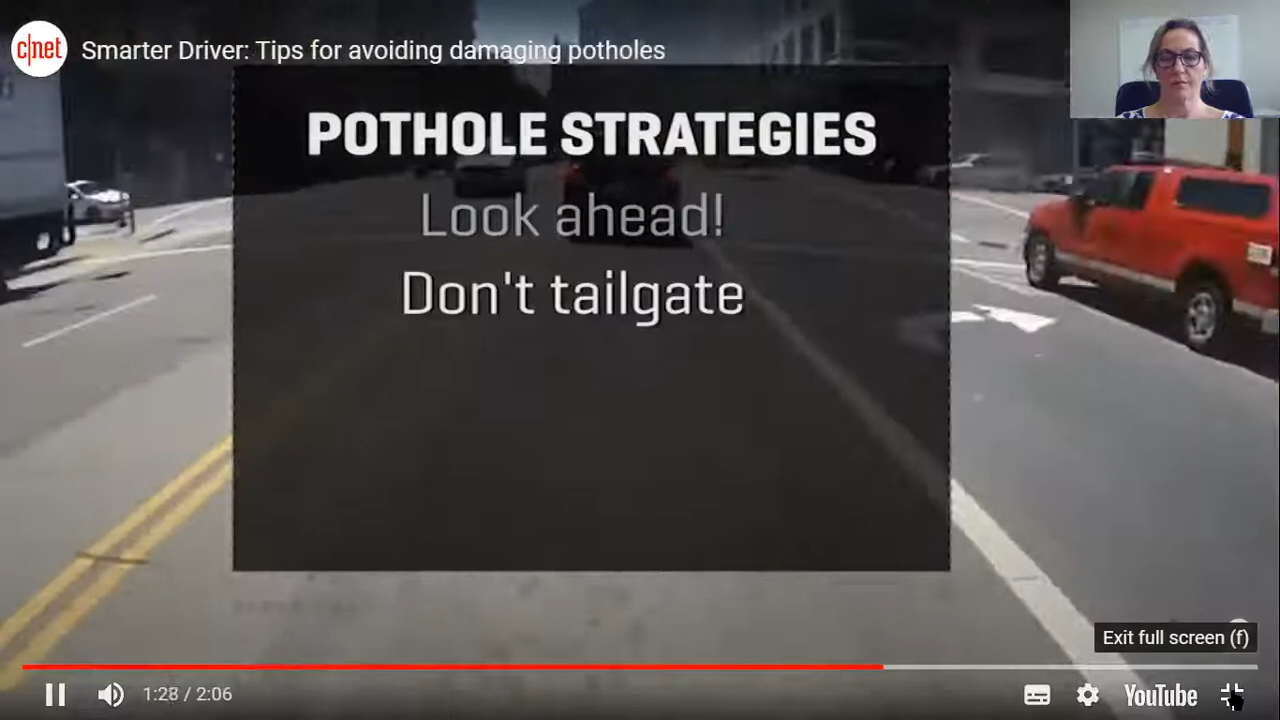 c|net
Smarter Driver: Tips for avoiding damaging potholes
POTHOLE STRATEGIES
Look ahead!
Don't tailgate
Exit full screen (f)
1:28 / 2:06
YouTube